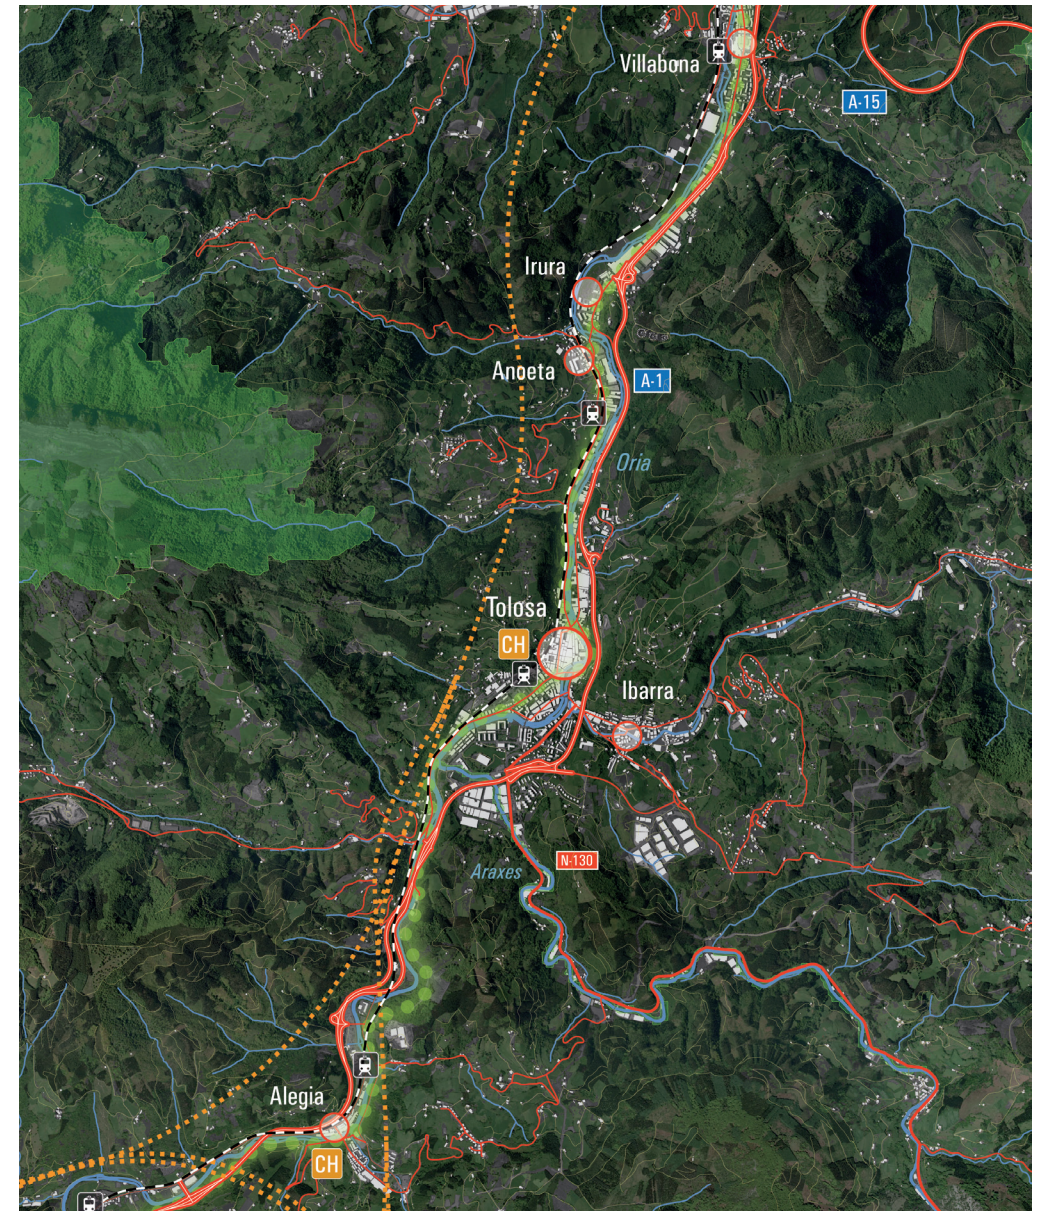 Villabona
A-15
Irura
Anoeta
A-1
Oria
Tolosa
CH
Ibarra
Araxes
N-130
Alegia
CH